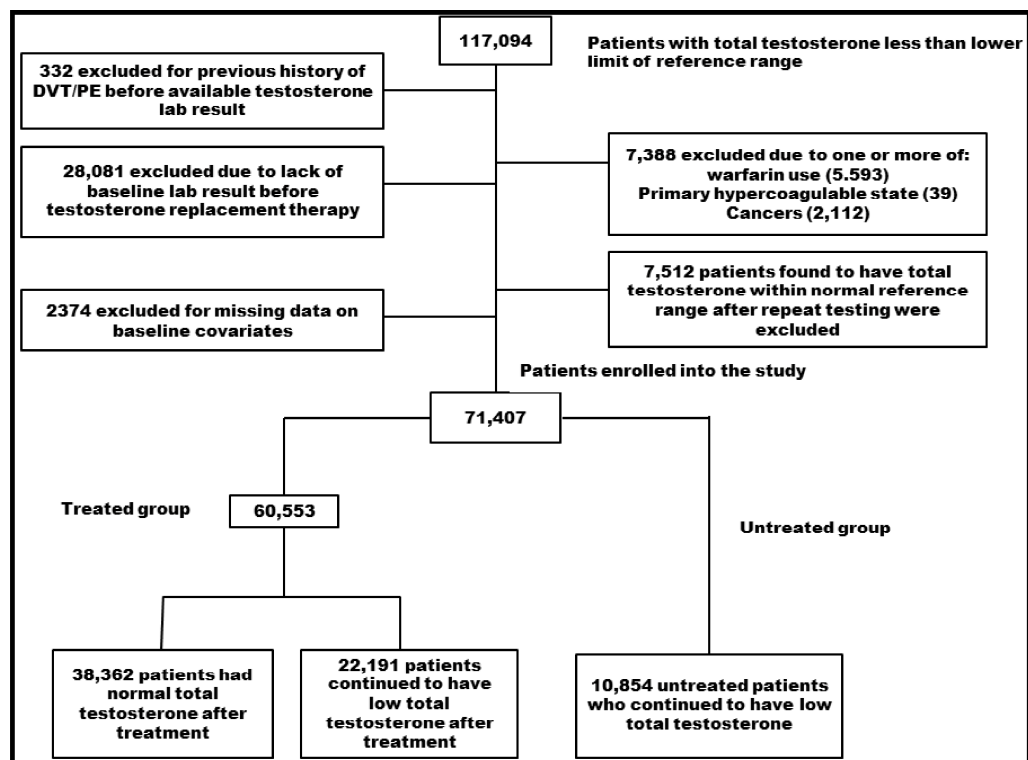 117,094
Patients with total testosterone less than lower
limit of reference range
332 excluded for previous history of
DVT/PE before available testosterone
lab result
7,388 excluded due to one or more of:
warfarin use (5.593)
Primary hypercoagulable state (39)
Cancers (2,112)
28,081 excluded due to lack of
baseline lab result before
testosterone replacement therapy
7,512 patients found to have total
testosterone within normal reference
range after repeat testing were
excluded
2374 excluded for missing data on
baseline covariates
Patients enrolled into the study
71,407
Treated group
60,553
Untreated group
38,362 patients had
normal total
testosterone after
treatment
22,191 patients
continued to have
low total
testosterone after
treatment
10,854 untreated patients
who continued to have low
total testosterone